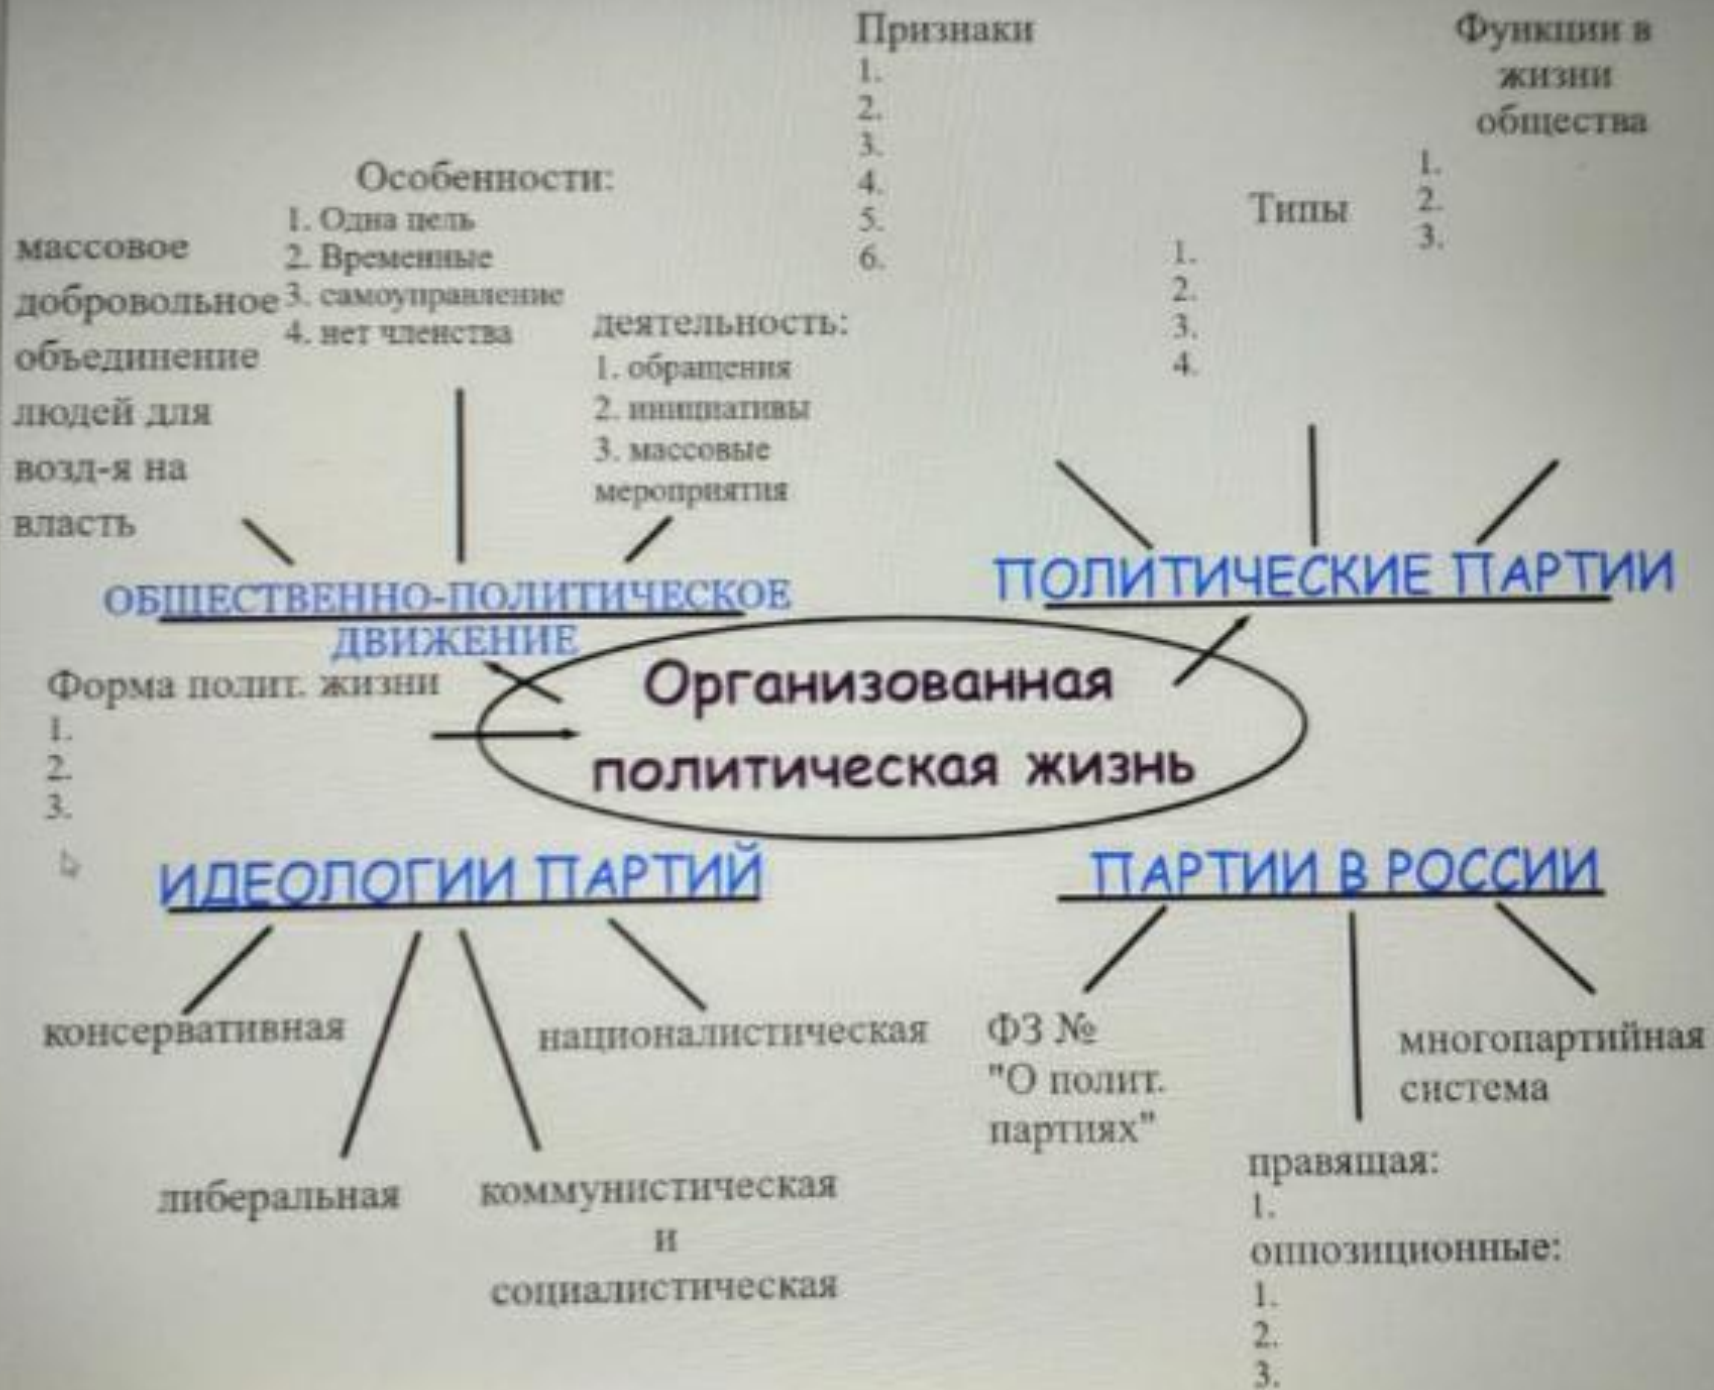 Признаки
1.
2.
3.
4.
5.
6.
Функции в
жизни
общества
1.
2.
3.
Типы
1.
2.
3.
4.
Особенности:
1. Одна цель
2. Временные
3. самоуправление
4. нет членства
массовое
добровольное
объединение
людей для
возд-я на
власть
деятельность:
1. обращения
2. инициативы
3. массовые
мероприятия
ОБЩЕСТВЕННО-ПОЛИТИЧЕСКОЕ
ДВИЖЕНИЕ
ПОЛИТИЧЕСКИЕ ПАРТИИ
Форма полит. жизни
1.
2.
3.
Организованная
политическая жизнь
ИДЕОЛОГИИ ПАРТИЙ
консервативная
либеральная
коммунистическая
и
социалистическая
националистическая
ПАРТИИ В РОССИИ
ФЗ №
"О полит.
партиях"
правящая:
1.
оппозиционные:
1.
2.
3.
многопартийная
система